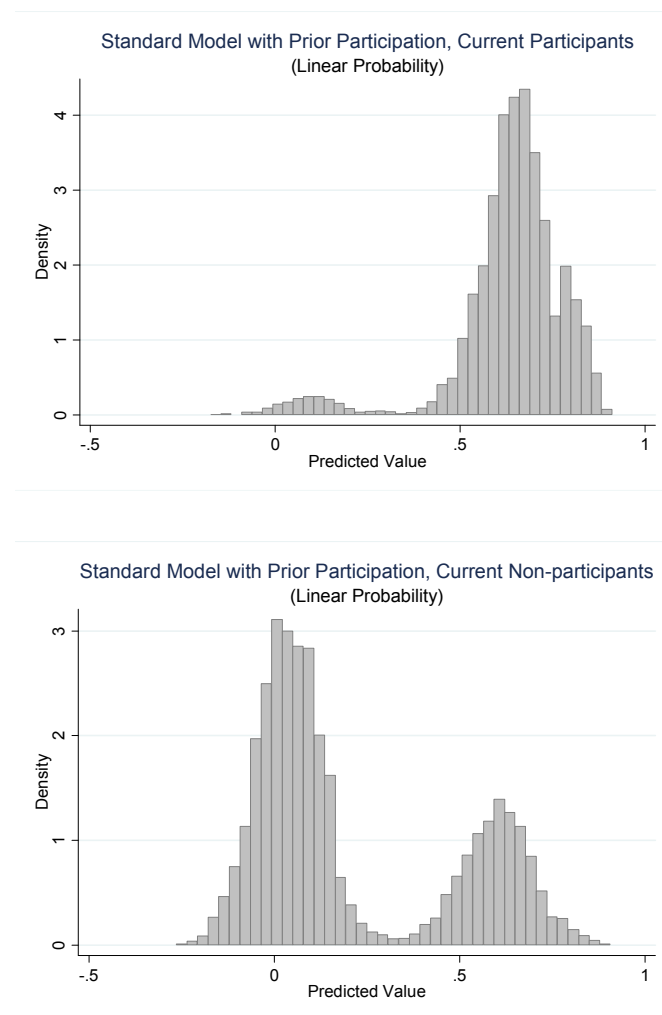 Standard Model with Prior Participation, Current Participants
(Linear Probability)
4
3
2
1
0
Density
-.5
0
.5
1
Predicted Value
Standard Model with Prior Participation, Current Non-participants
(Linear Probability)
3
2
1
0
Density
-.5
0
.5
1
Predicted Value